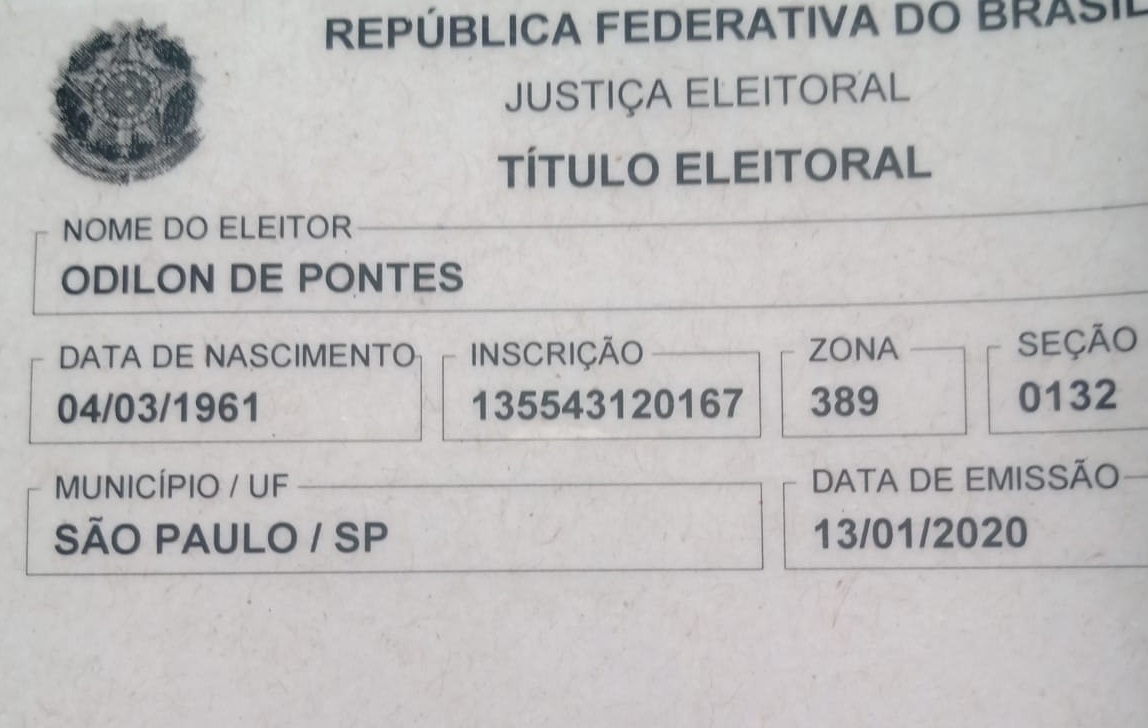 REPÚBLICA FEDERATIVA DO BRASIL
JUSTIÇA ELEITORAL
TÍTULO ELEITORAL
NOME DO ELEITOR
ODILON DE PONTES
DATA DE NASCIMENTO INSCRIÇÃO ZONA SEÇÃO
04/03/1961 135543120167 389 0132
MUNICÍPIO / UF DATA DE EMISSÃO
SÃO PAULO / SP 13/01/2020